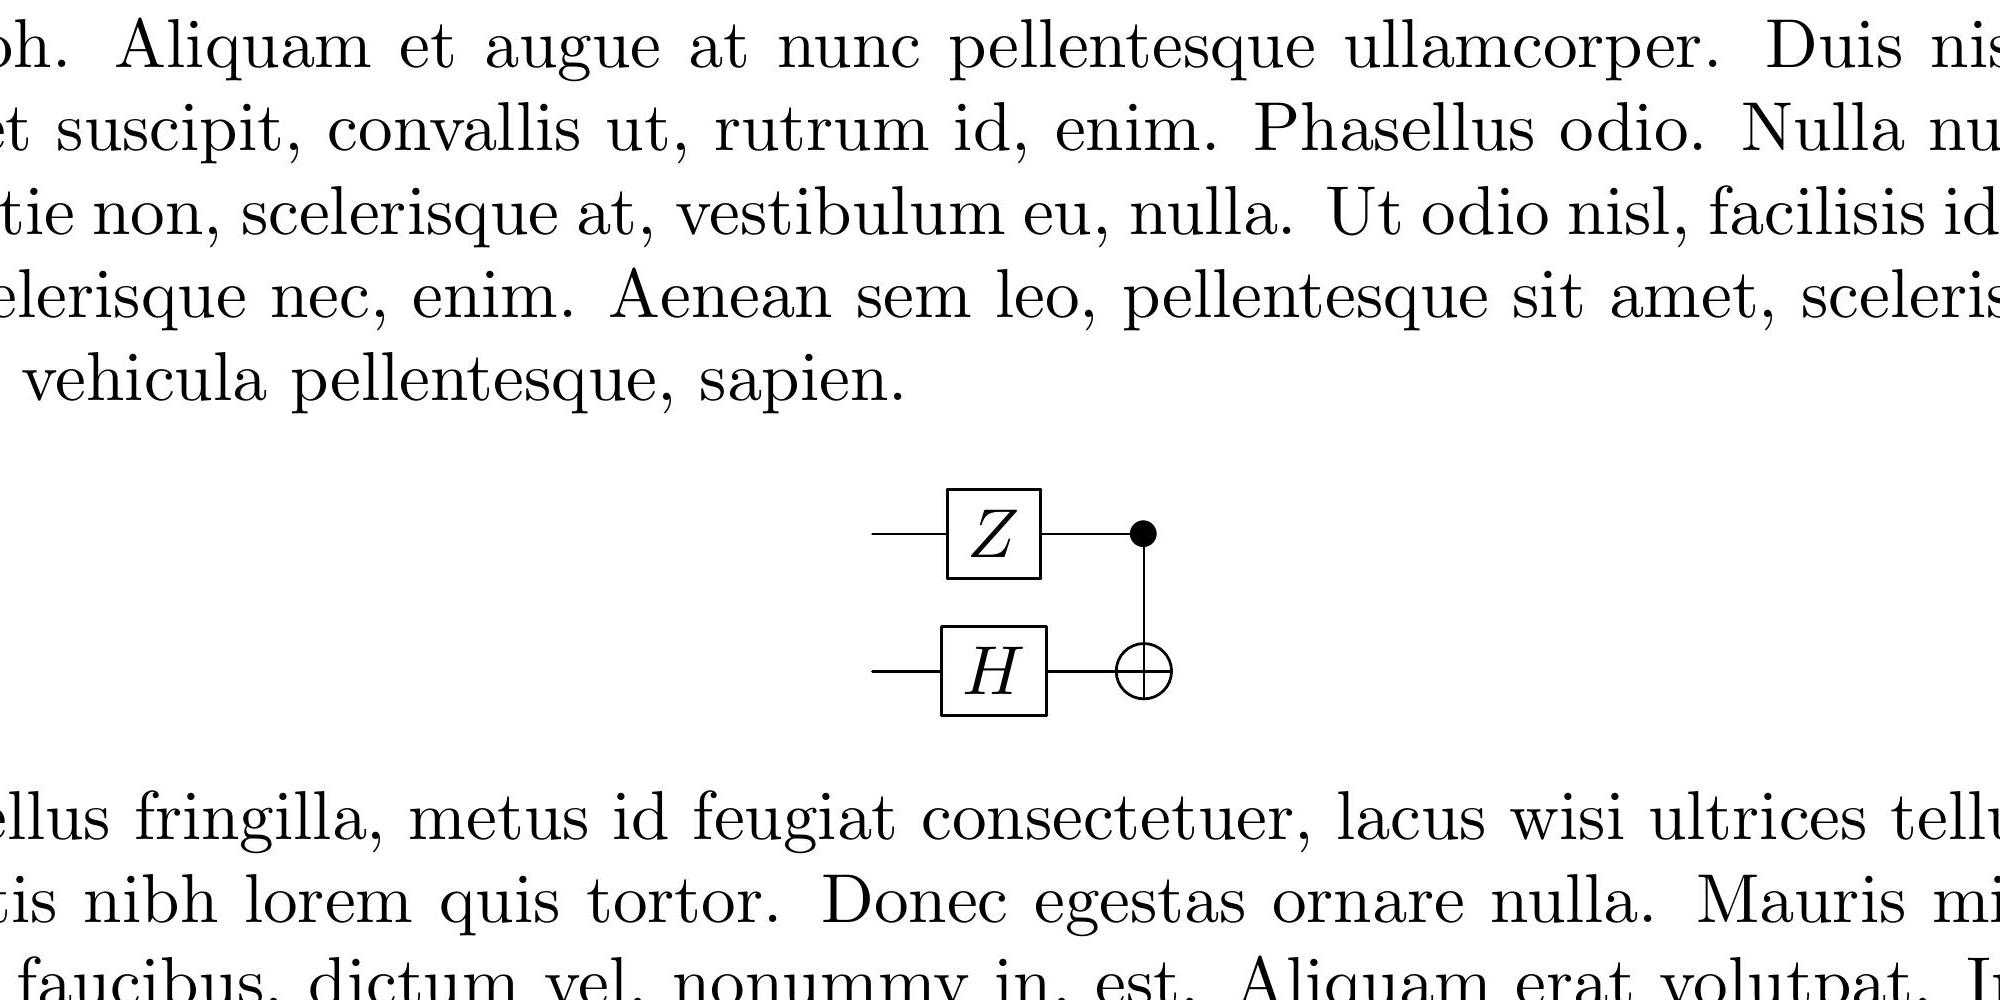 oh. Aliquam et augue at nunc pellentesque ullamcorper. Duis nis
et suscipit, convallis ut, rutrum id, enim. Phasellus odio. Nulla nu
tie non, scelerisque at, vestibulum eu, nulla. Ut odio nisl, facilisis id
elerisque nec, enim. Aenean sem leo, pellentesque sit amet, sceleris
vehicula pellentesque, sapien.
Z
H
ellus fringilla, metus id feugiat consectetuer, lacus wisi ultrices tellu
tis nibh lorem quis tortor. Donec egestas ornare nulla. Mauris mi
faucibus, dictum vel, nonummy in, est. Aliquam erat volutpat. In